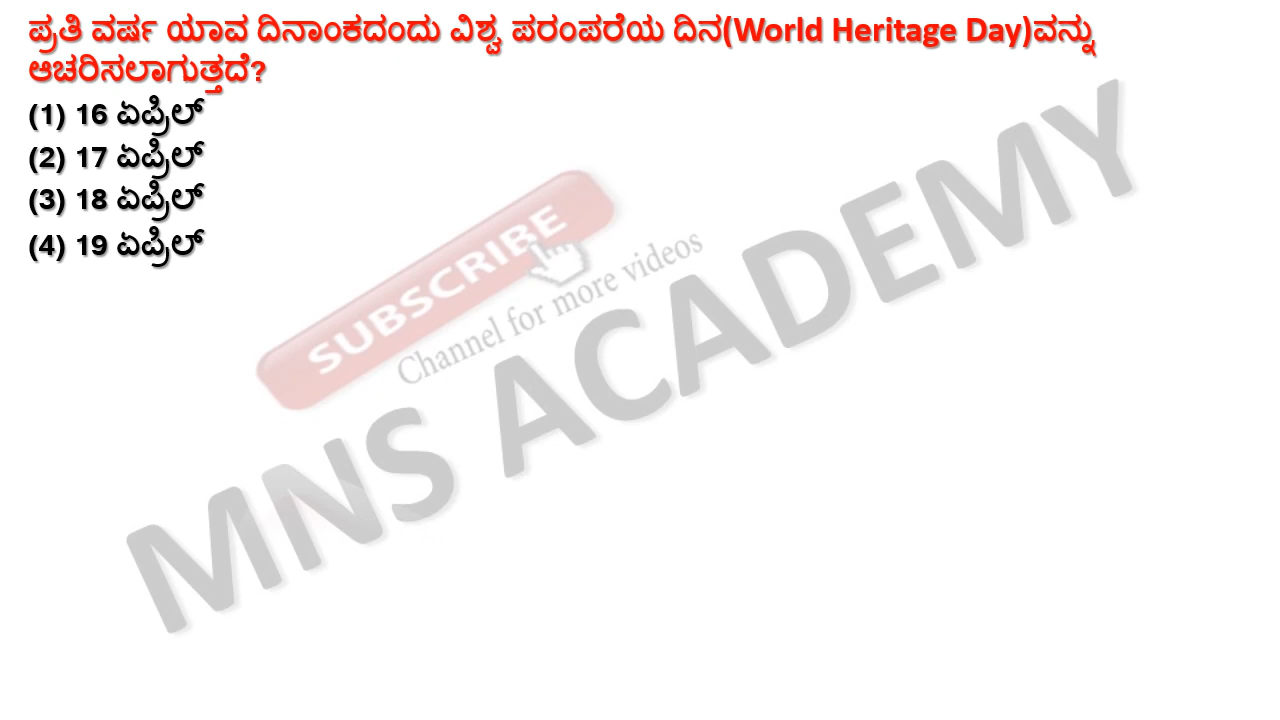 ಪ್ರತಿ ವರ್ಷ ಯಾವ ದಿನಾಂಕದಂದು ವಿಶ್ವ ಪರಂಪರೆಯ ದಿನ(World Heritage Day)ವನ್ನು
ಆಚರಿಸಲಾಗುತ್ತದೆ?
(1) 16 ಏಪ್ರಿಲ್
(2) 17 ಏಪ್ರಿಲ್
(3) 18 ಏಪ್ರಿಲ್
(4) 19 ಏಪ್ರಿಲ್
SUBSCRIBE
Channel for more videos
MNS ACADEMY